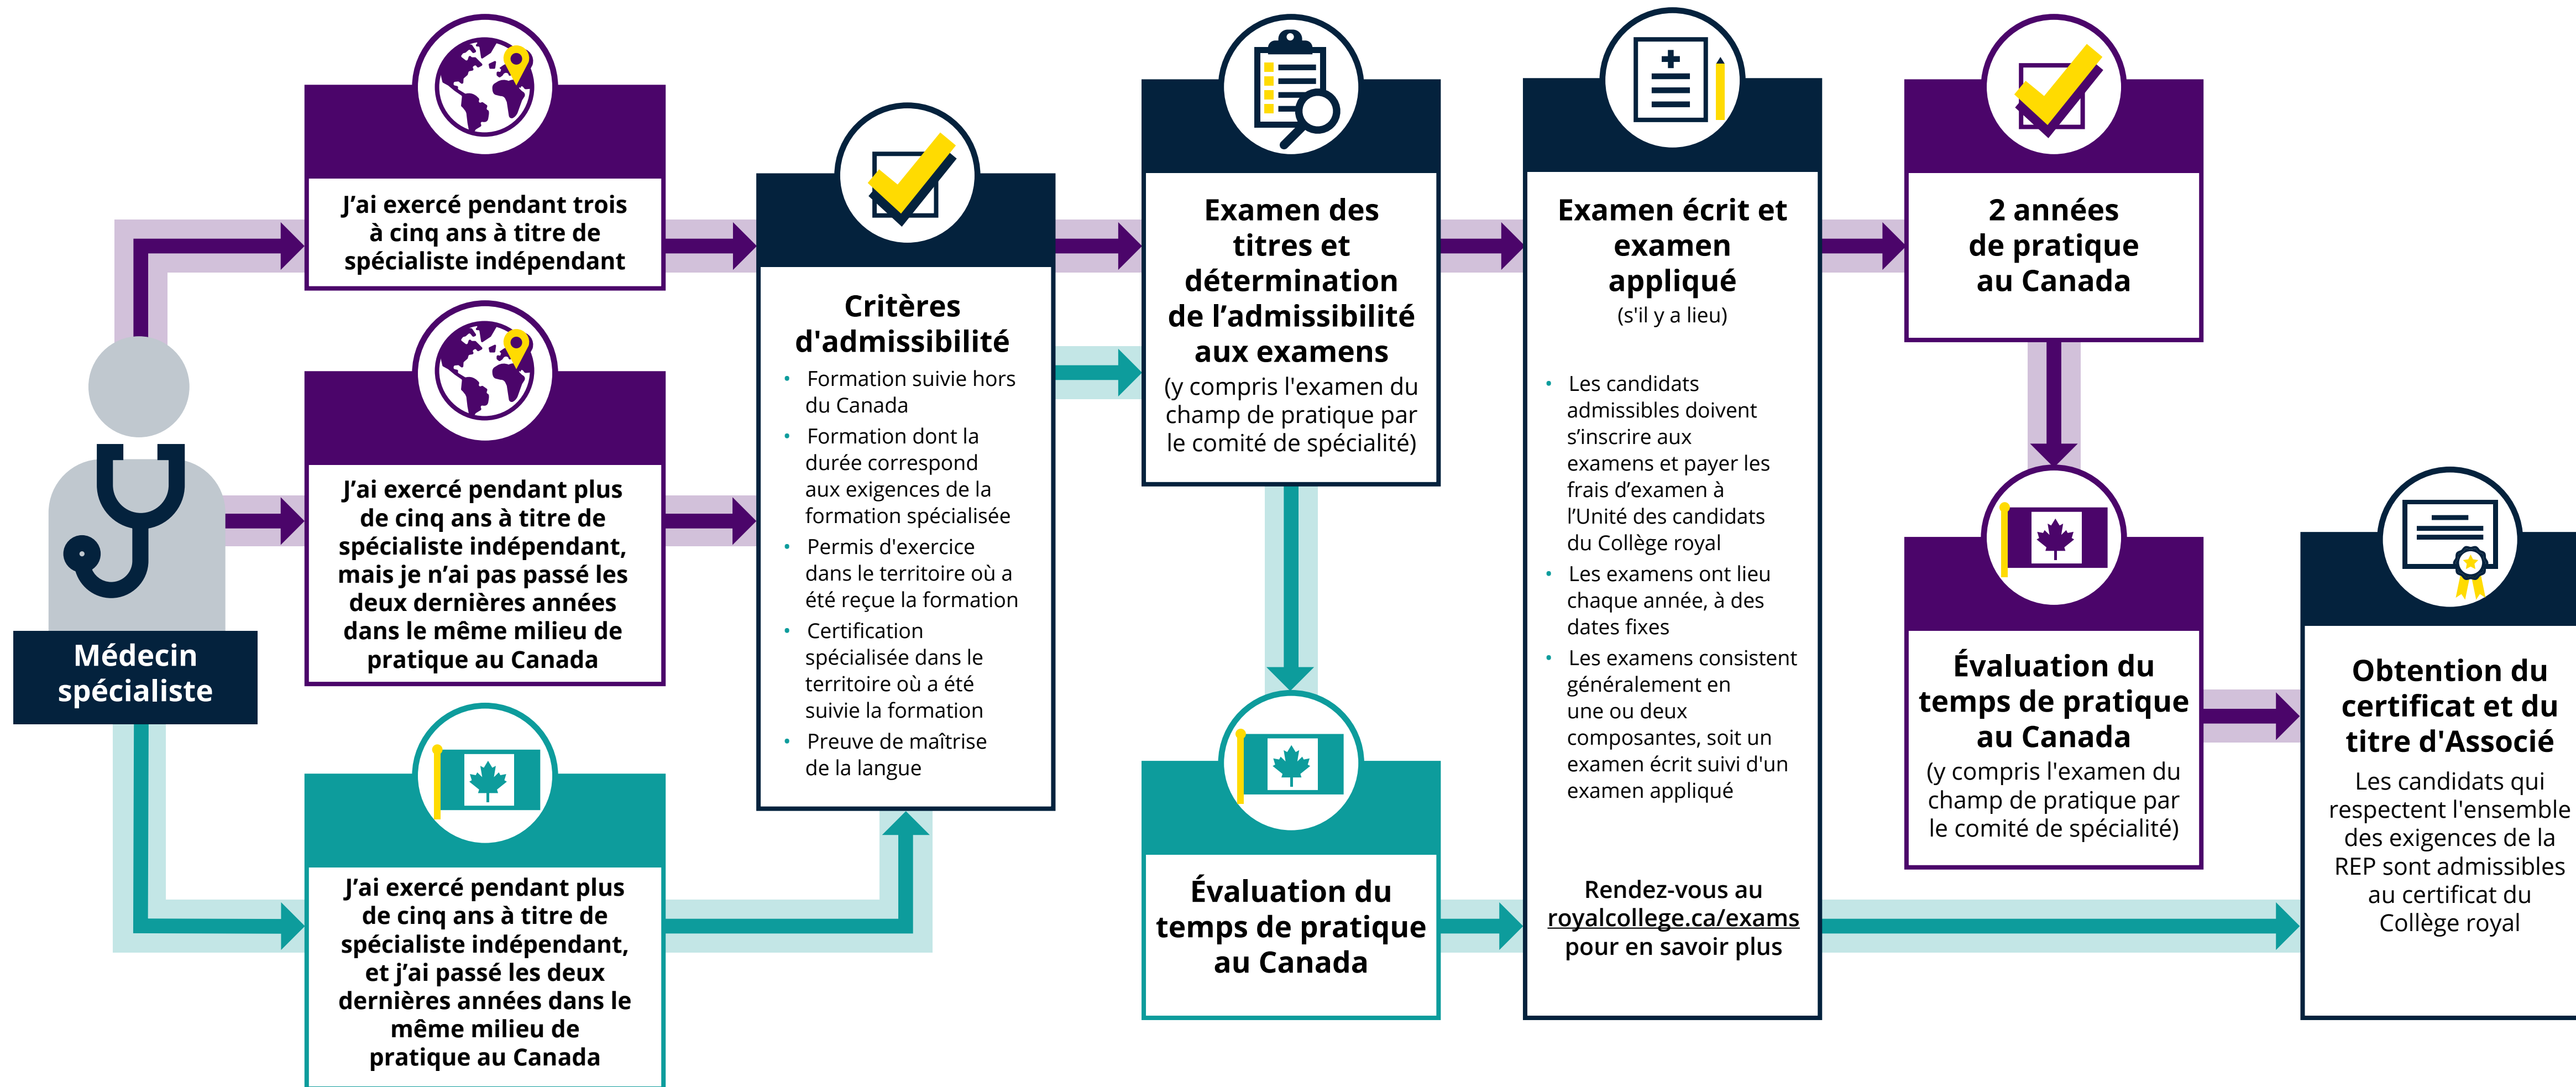 Médecin
spécialiste
J’ai exercé pendant trois
à cinq ans à titre de
spécialiste indépendant
J’ai exercé pendant plus
de cinq ans à titre de
spécialiste indépendant,
mais je n’ai pas passé les
deux dernières années
dans le même milieu de
pratique au Canada
J’ai exercé pendant plus
de cinq ans à titre de
spécialiste indépendant,
et j’ai passé les deux
dernières années dans le
même milieu de
pratique au Canada
Critères
d'admissibilité
• Formation suivie hors
du Canada
• Formation dont la
durée correspond
aux exigences de la
formation spécialisée
• Permis d'exercice
dans le territoire où a
été reçue la formation
• Certification
spécialisée dans le
territoire où a été
suivie la formation
• Preuve de maîtrise
de la langue
Examen des
titres et
détermination
de l’admissibilité
aux examens
(y compris l'examen du
champ de pratique par
le comité de spécialité)
Évaluation du
temps de pratique
au Canada
Examen écrit et
examen
appliqué
(s'il y a lieu)
• Les candidats
admissibles doivent
s’inscrire aux
examens et payer les
frais d’examen à
l’Unité des candidats
du Collège royal
• Les examens ont lieu
chaque année, à des
dates fixes
• Les examens consistent
généralement en
une ou deux
composantes, soit un
examen écrit suivi d'un
examen appliqué
Rendez-vous au
royalcollege.ca/exams
pour en savoir plus
2 années
de pratique
au Canada
Évaluation du
temps de pratique
au Canada
(y compris l'examen du
champ de pratique par
le comité de spécialité)
Obtention du
certificat et du
titre d'Associé
Les candidats qui
respectent l'ensemble
des exigences de la
REP sont admissibles
au certificat du
Collège royal